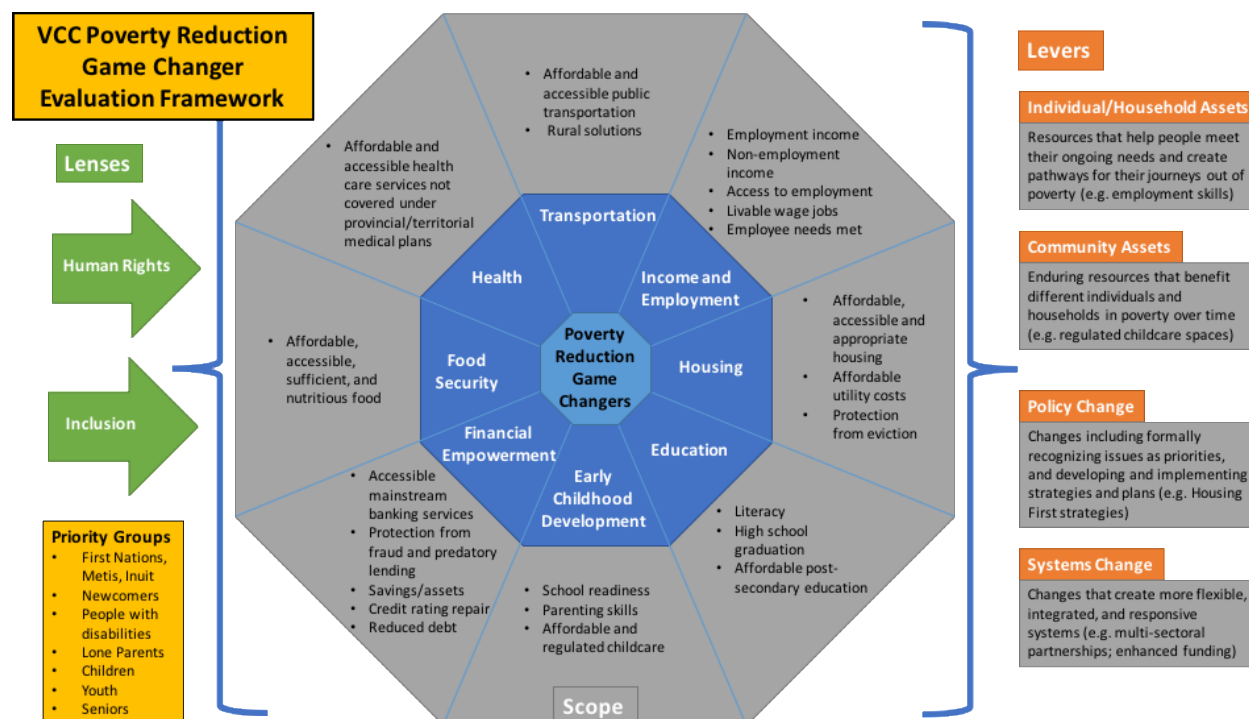 VCC Poverty Reduction
Game Changer
Evaluation Framework
Lenses
Human Rights
Inclusion
Priority Groups
• First Nations,
Metis, Inuit
• Newcomers
• People with
disabilities
• Lone Parents
• Children
• Youth
• Seniors
• Affordable and
accessible public
transportation
• Rural solutions
• Employment income
• Non-employment
income
• Access to employment
• Livable wage jobs
• Employee needs met
• Affordable,
accessible and
appropriate
housing
• Affordable
utility costs
• Protection
from eviction
• Literacy
• High school
graduation
• Affordable post-
secondary education
• School readiness
• Parenting skills
• Affordable and
regulated childcare
• Accessible
mainstream
banking services
• Protection from
fraud and predatory
lending
• Savings/assets
• Credit rating repair
• Reduced debt
• Affordable,
accessible,
sufficient, and
nutritious food
• Affordable and
accessible health
care services not
covered under
provincial/territorial
medical plans
Transportation
Income and
Employment
Housing
Education
Early
Childhood
Development
Financial
Empowerment
Food
Security
Health
Poverty
Reduction
Game
Changers
Scope
Levers
Individual/Household Assets
Resources that help people meet
their ongoing needs and create
pathways for their journeys out of
poverty (e.g. employment skills)
Community Assets
Enduring resources that benefit
different individuals and
households in poverty over time
(e.g. regulated childcare spaces)
Policy Change
Changes including formally
recognizing issues as priorities,
and developing and implementing
strategies and plans (e.g. Housing
First strategies)
Systems Change
Changes that create more flexible,
integrated, and responsive
systems (e.g. multi-sectoral
partnerships; enhanced funding)